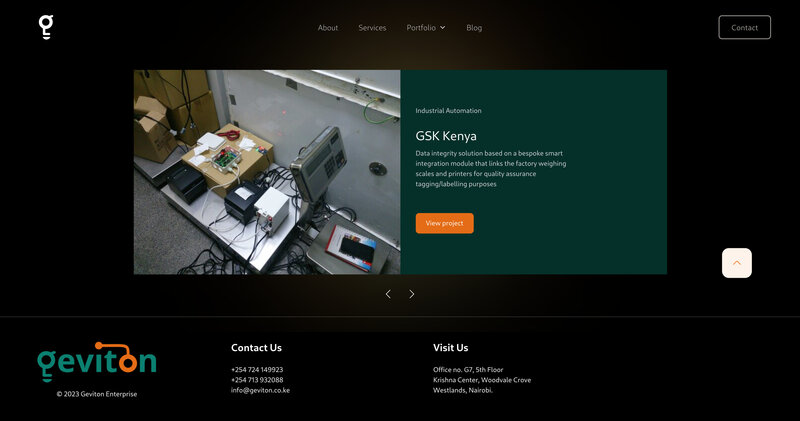 g
About
Services
Portfolio
Blog
Contact
Industrial Automation
GSK Kenya
Data integrity solution based on a bespoke smart
integration module that links the factory weighing
scales and printers for quality assurance
tagging/labelling purposes
View project
geviton
© 2023 Geviton Enterprise
Contact Us
+254 724 149923
+254 713 932088
info@geviton.co.ke
Visit Us
Office no. G7, 5th Floor
Krishna Center, Woodvale Grove
Westlands, Nairobi.